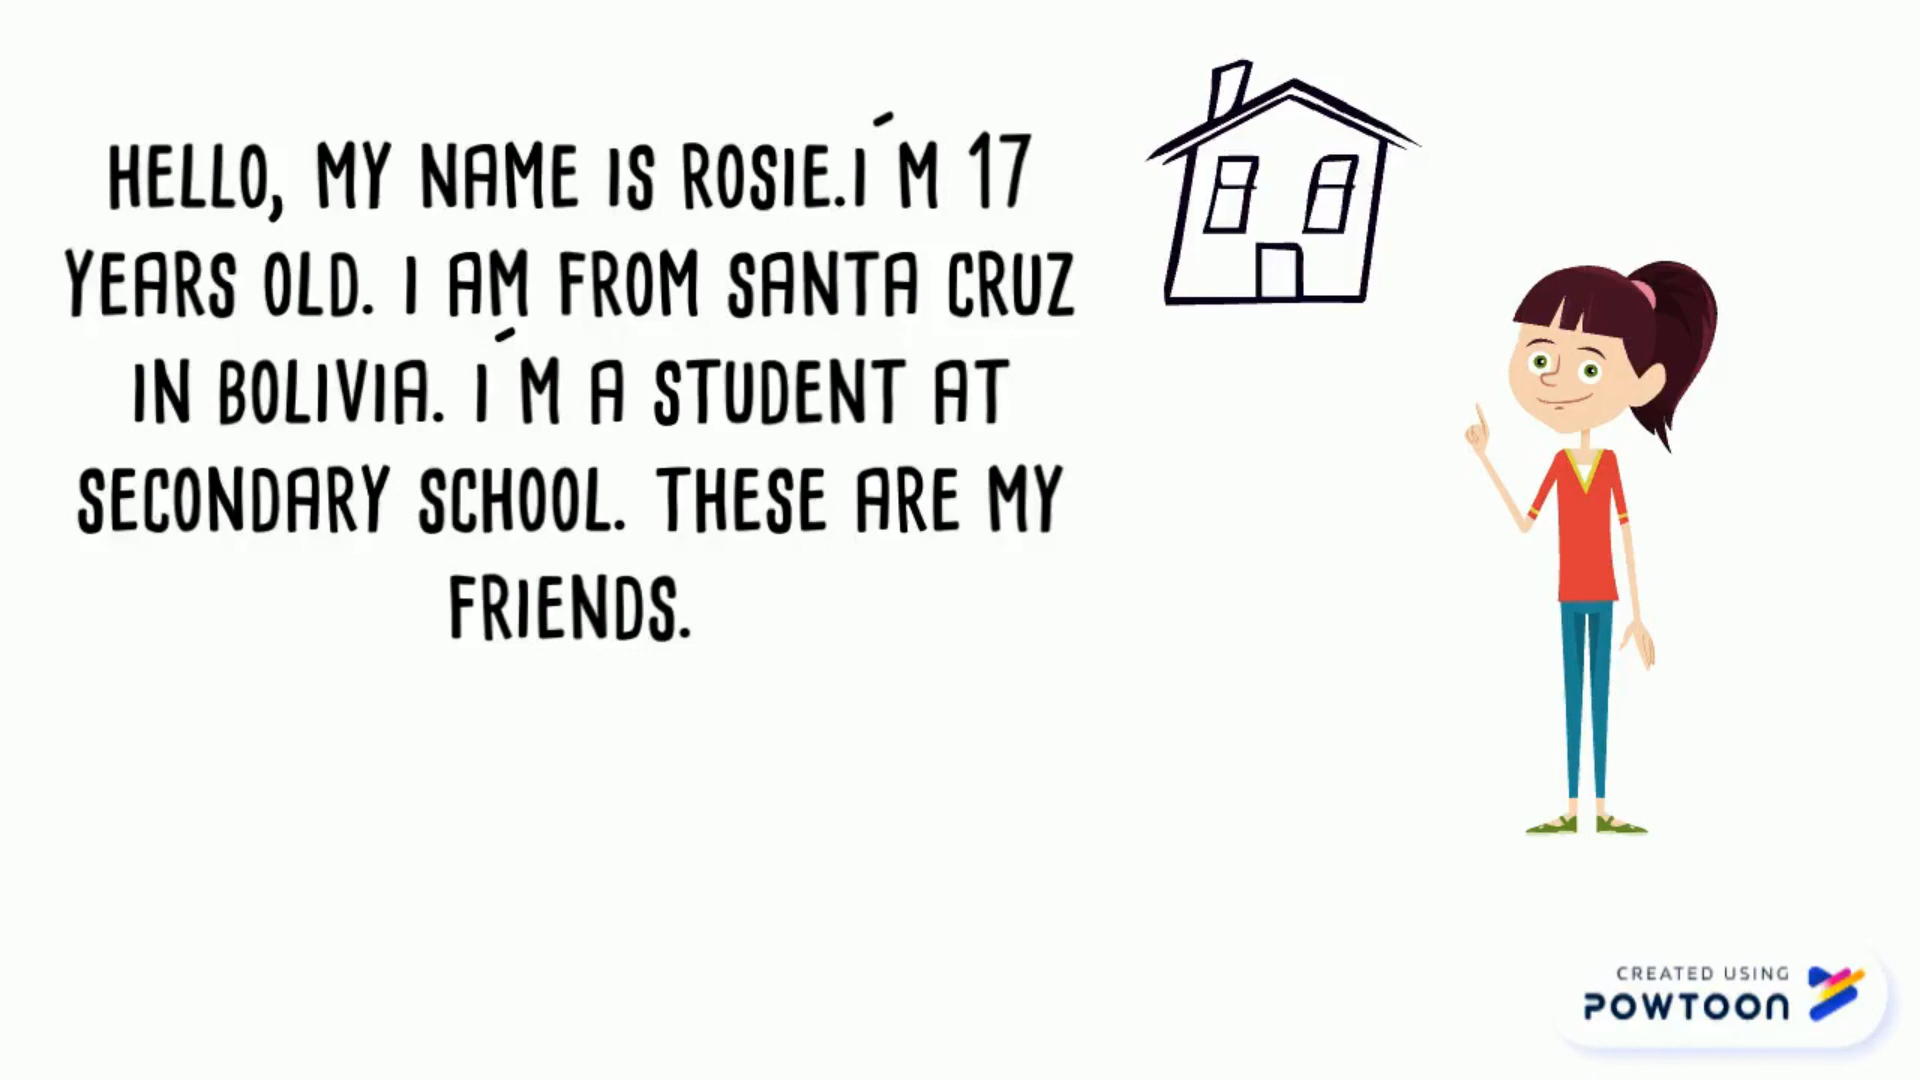 HELLO, MY NAME IS ROSIE.I´M 17
YEARS OLD. I AM FROM SANTA CRUZ
IN BOLIVIA. I´M A STUDENT AT
SECONDARY SCHOOL. THESE ARE MY
FRIENDS.
CREATED USING
POWTOON